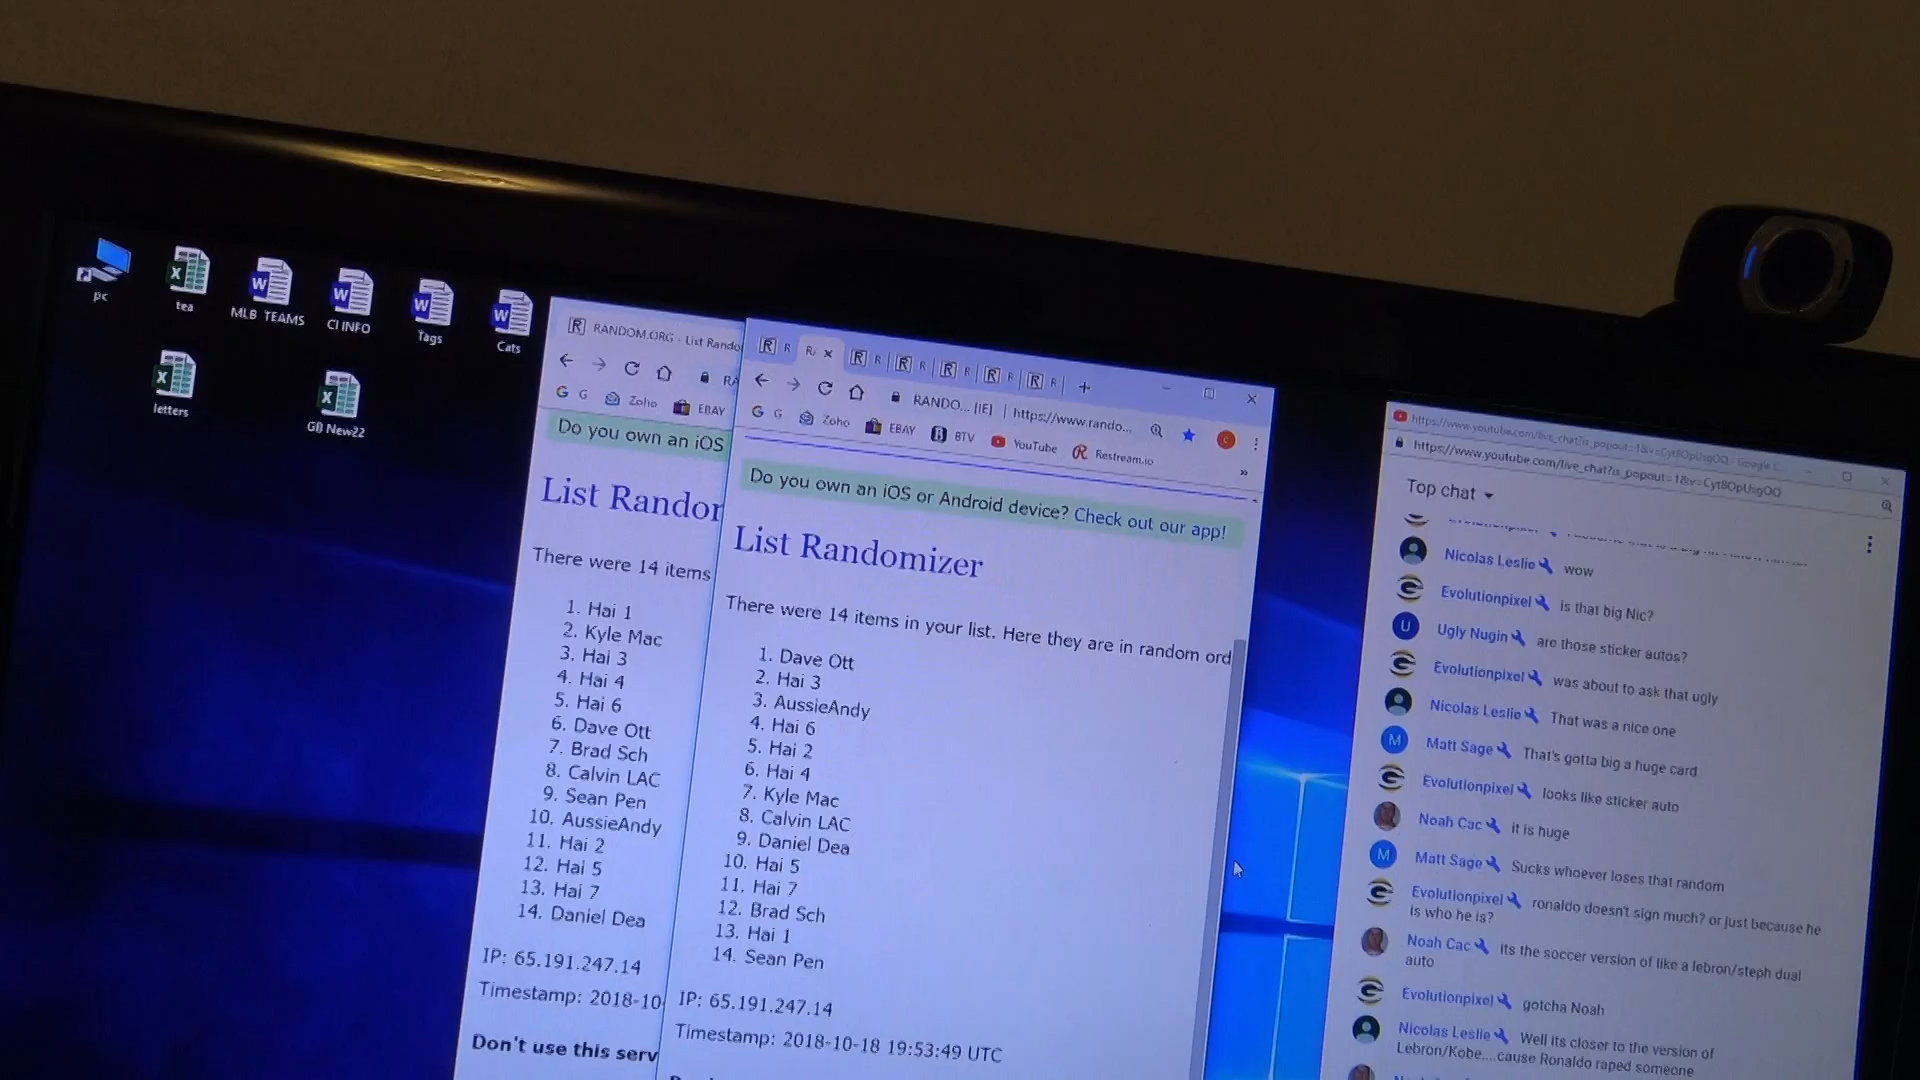 pc
tea
MLB TEAMS
CI INFO
Tags
Cats
letters
GB New22
RANDOM.ORG - List Rando
G
Zoho
EBAY
Do you own an iOS
List Randor
There were 14 items
1. Hai 1
2. Kyle Mac
3. Hai 3
4. Hai 4
5. Hai 6
6. Dave Ott
7. Brad Sch
8. Calvin LAC
9. Sean Pen
10. AussieAndy
11. Hai 2
12. Hai 5
13. Hai 7
14. Daniel Dea
IP: 65.191.247.14
Timestamp: 2018-10
Don't use this serv
RANDO... [IE] | https://www.rando...
G
Zoho
EBAY
BTV
YouTube
Restream.io
»
Do you own an iOS or Android device? Check out our app!
List Randomizer
There were 14 items in your list. Here they are in random ord
1. Dave Ott
2. Hai 3
3. AussieAndy
4. Hai 6
5. Hai 2
6. Hai 4
7. Kyle Mac
8. Calvin LAC
9. Daniel Dea
10. Hai 5
11. Hai 7
12. Brad Sch
13. Hai 1
14. Sean Pen
IP: 65.191.247.14
Timestamp: 2018-10-18 19:53:49 UTC
https://www.youtube.com/live_chat?is_popout=1&v=Cyt8OpUsgOQ - Google C...
https://www.youtube.com/live_chat?is_popout=1&v=Cyt8OpUsgOQ
Top chat
Nicolas Leslie wow
Evolutionpixel is that big Nic?
U Ugly Nugin are those sticker autos?
Evolutionpixel was about to ask that ugly
Nicolas Leslie That was a nice one
M Matt Sage That's gotta big a huge card
Evolutionpixel looks like sticker auto
Noah Cac it is huge
M Matt Sage Sucks whoever loses that random
Evolutionpixel ronaldo doesn't sign much? or just because he
is who he is?
Noah Cac Its the soccer version of like a lebron/steph dual
auto
Evolutionpixel gotcha Noah
Nicolas Leslie Well its closer to the version of
Lebron/Kobe....cause Ronaldo raped someone